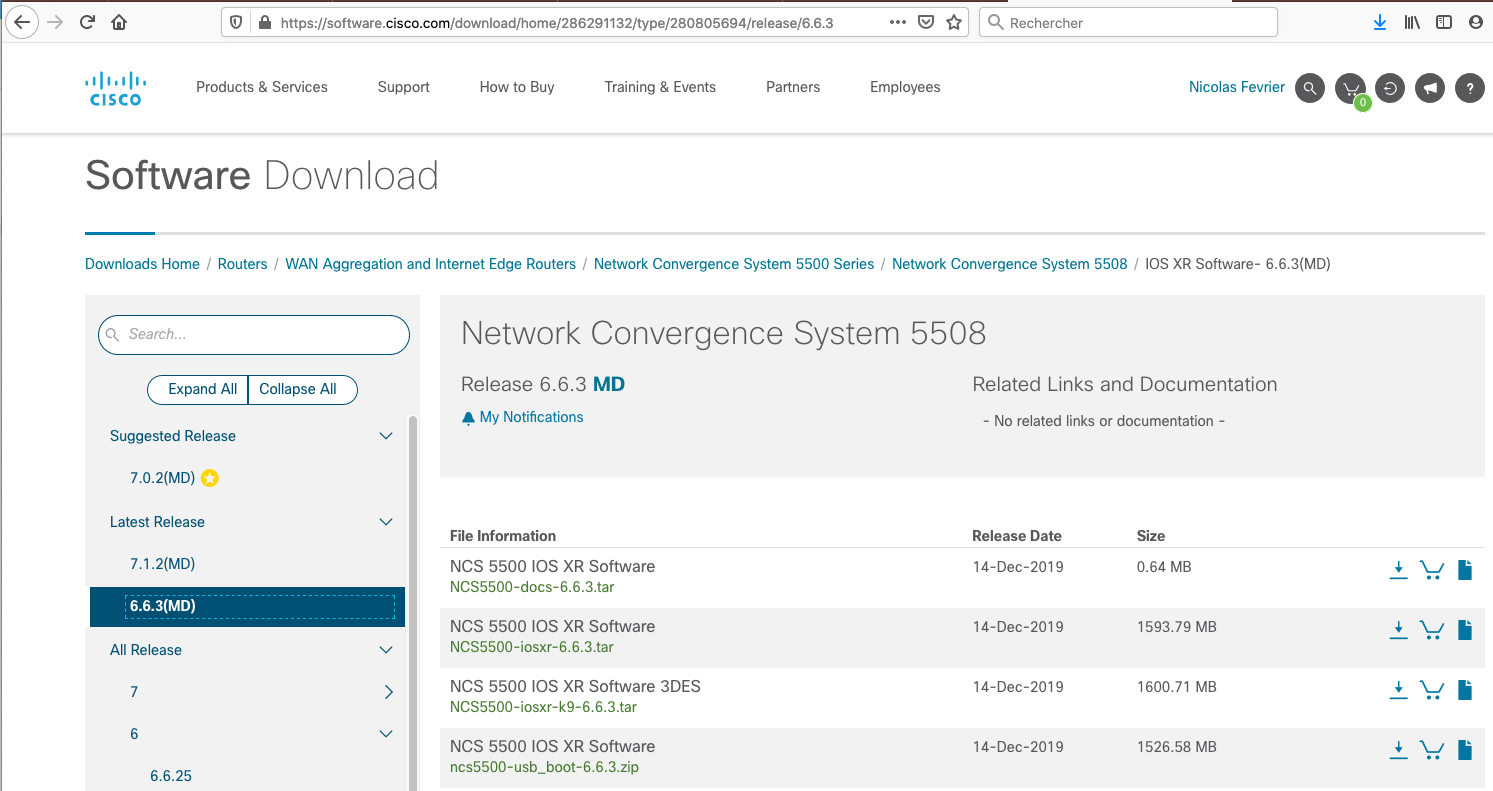 https://software.cisco.com/download/home/286291132/type/280805694/release/6.6.3
Rechercher
CISCO
Products & Services
Support
How to Buy
Training & Events
Partners
Employees
Nicolas Fevrier
0
?
Software Download
Downloads Home / Routers / WAN Aggregation and Internet Edge Routers / Network Convergence System 5500 Series / Network Convergence System 5508 / IOS XR Software- 6.6.3(MD)
Search...
Expand All
Collapse All
Suggested Release
7.0.2(MD)
Latest Release
7.1.2(MD)
6.6.3(MD)
All Release
7
6
6.6.25
Network Convergence System 5508
Release 6.6.3 MD
My Notifications
Related Links and Documentation
- No related links or documentation -
File Information Release Date Size
NCS 5500 IOS XR Software 14-Dec-2019 0.64 MB
NCS5500-docs-6.6.3.tar
NCS 5500 IOS XR Software 14-Dec-2019 1593.79 MB
NCS5500-iosxr-6.6.3.tar
NCS 5500 IOS XR Software 3DES 14-Dec-2019 1600.71 MB
NCS5500-iosxr-k9-6.6.3.tar
NCS 5500 IOS XR Software 14-Dec-2019 1526.58 MB
ncs5500-usb_boot-6.6.3.zip